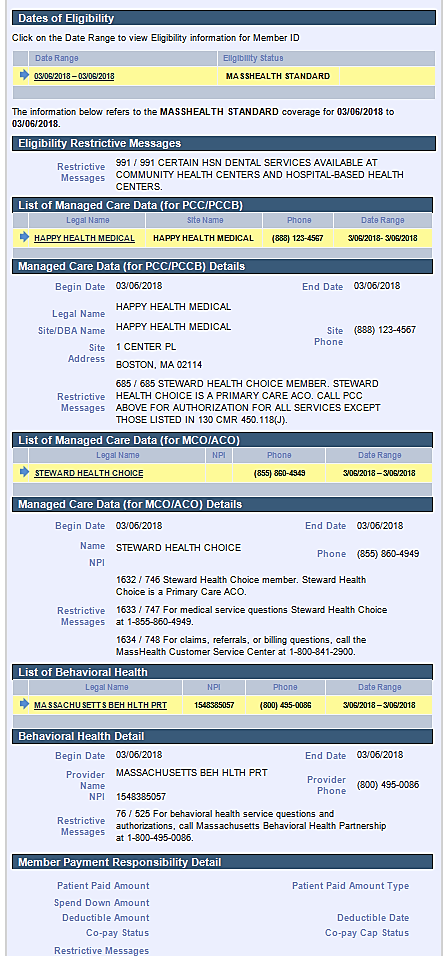 Dates of Eligibility
Click on the Date Range to view Eligibility information for Member ID
Date Range Eligibility Status
03/06/2018 – 03/06/2018 MASSHEALTH STANDARD
The information below refers to the MASSHEALTH STANDARD coverage for 03/06/2018 to
03/06/2018.
Eligibility Restrictive Messages
Restrictive Messages
991 / 991 CERTAIN HSN DENTAL SERVICES AVAILABLE AT
COMMUNITY HEALTH CENTERS AND HOSPITAL-BASED HEALTH
CENTERS.
List of Managed Care Data (for PCC/PCCB)
Legal Name Site Name Phone Date Range
HAPPY HEALTH MEDICAL HAPPY HEALTH MEDICAL (888) 123-4567 3/06/2018- 3/06/2018
Managed Care Data (for PCC/PCCB) Details
Begin Date 03/06/2018 End Date 03/06/2018
Legal Name HAPPY HEALTH MEDICAL
Site/DBA Name HAPPY HEALTH MEDICAL Site Phone (888) 123-4567
Site Address 1 CENTER PL
BOSTON, MA 02114
Restrictive Messages
685 / 685 STEWARD HEALTH CHOICE MEMBER. STEWARD
HEALTH CHOICE IS A PRIMARY CARE ACO. CALL PCC
ABOVE FOR AUTHORIZATION FOR ALL SERVICES EXCEPT
THOSE LISTED IN 130 CMR 450.118(J).
List of Managed Care Data (for MCO/ACO)
Legal Name NPI Phone Date Range
STEWARD HEALTH CHOICE (855) 860-4949 3/06/2018 – 3/06/2018
Managed Care Data (for MCO/ACO) Details
Begin Date 03/06/2018 End Date 03/06/2018
Name STEWARD HEALTH CHOICE Phone (855) 860-4949
NPI
Restrictive Messages
1632 / 746 Steward Health Choice member. Steward Health
Choice is a Primary Care ACO.
1633 / 747 For medical service questions Steward Health Choice
at 1-855-860-4949.
1634 / 748 For claims, referrals, or billing questions, call the
MassHealth Customer Service Center at 1-800-841-2900.
List of Behavioral Health
Legal Name NPI Phone Date Range
MASSACHUSETTS BEH HLTH PRT 1548385057 (800) 495-0086 3/06/2018 – 3/06/2018
Behavioral Health Detail
Begin Date 03/06/2018 End Date 03/06/2018
Provider Name MASSACHUSETTS BEH HLTH PRT Provider Phone (800) 495-0086
NPI 1548385057
Restrictive Messages
76 / 525 For behavioral health service questions and
authorizations, call Massachusetts Behavioral Health Partnership
at 1-800-495-0086.
Member Payment Responsibility Detail
Patient Paid Amount Patient Paid Amount Type
Spend Down Amount
Deductible Amount Deductible Date
Co-pay Status Co-pay Cap Status
Restrictive Messages